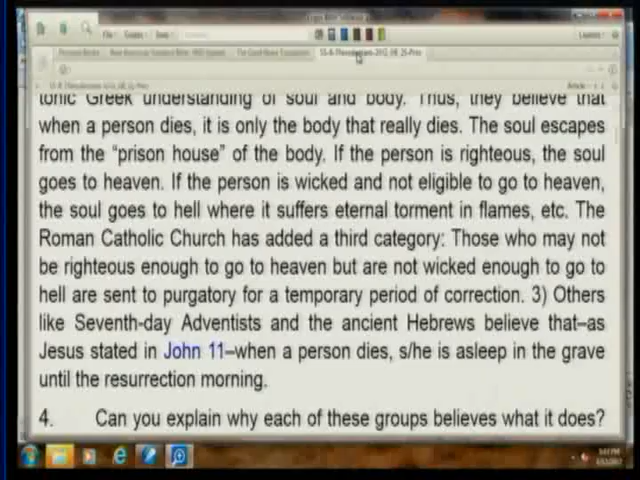 tonic Greek understanding of soul and body. Thus, they believe that
when a person dies, it is only the body that really dies. The soul escapes
from the “prison house” of the body. If the person is righteous, the soul
goes to heaven. If the person is wicked and not eligible to go to heaven,
the soul goes to hell where it suffers eternal torment in flames, etc. The
Roman Catholic Church has added a third category: Those who may not
be righteous enough to go to heaven but are not wicked enough to go to
hell are sent to purgatory for a temporary period of correction. 3) Others
like Seventh-day Adventists and the ancient Hebrews believe that–as
Jesus stated in John 11–when a person dies, s/he is asleep in the grave
until the resurrection morning.
4. Can you explain why each of these groups believes what it does?